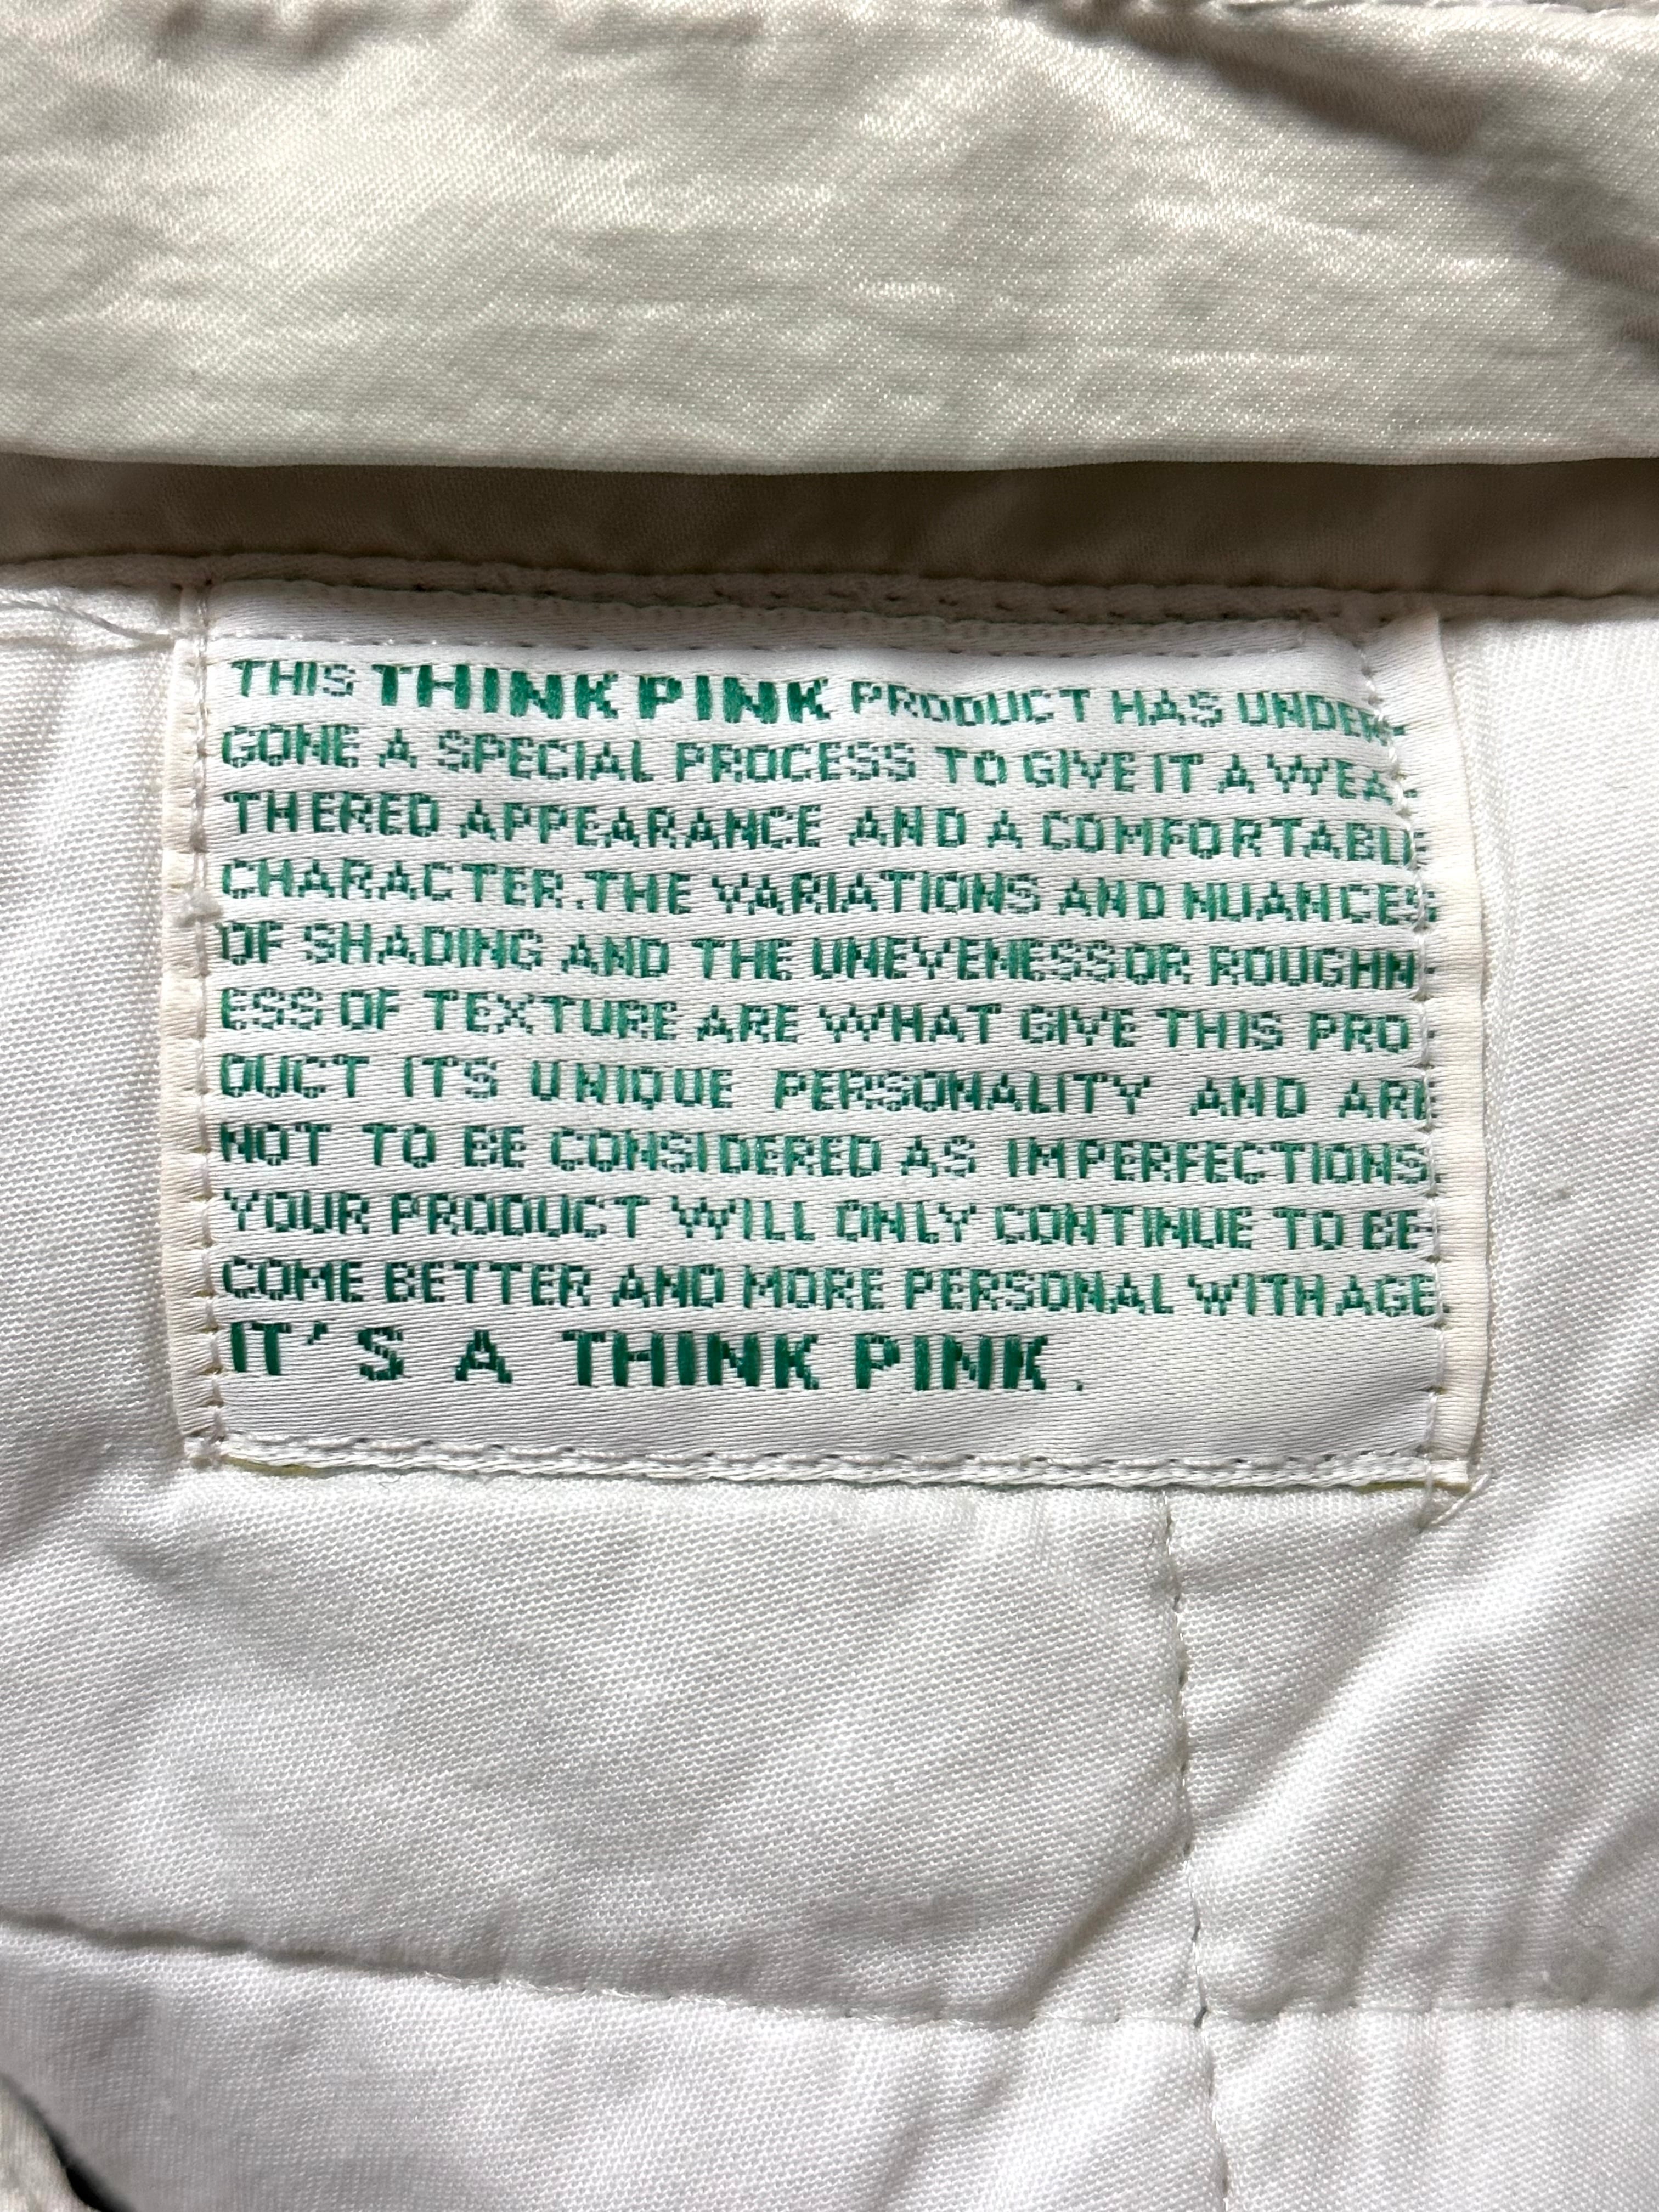 THIS THINK PINK PRODUCT HAS UNDER-
GONE A SPECIAL PROCESS TO GIVE IT A WEA-
THERED APPEARANCE AND A COMFORTABLE
CHARACTER.THE VARIATIONS AND NUANCES
OF SHADING AND THE UNEVENESS OR ROUGHN-
ESS OF TEXTURE ARE WHAT GIVE THIS PRO-
DUCT IT'S UNIQUE PERSONALITY AND ARE
NOT TO BE CONSIDERED AS IMPERFECTIONS.
YOUR PRODUCT WILL ONLY CONTINUE TO BE-
COME BETTER AND MORE PERSONAL WITH AGE.
IT'S A THINK PINK.